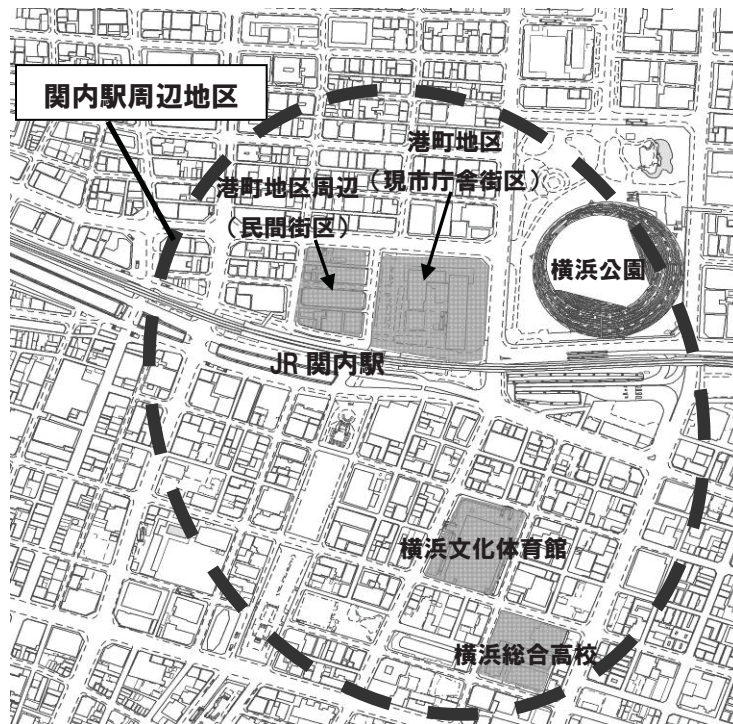 関内駅周辺地区
港町地区
(現市庁舎街区)
港町地区周辺
(民間街区)
横浜公園
JR 関内駅
横浜文化体育館
横浜総合高校